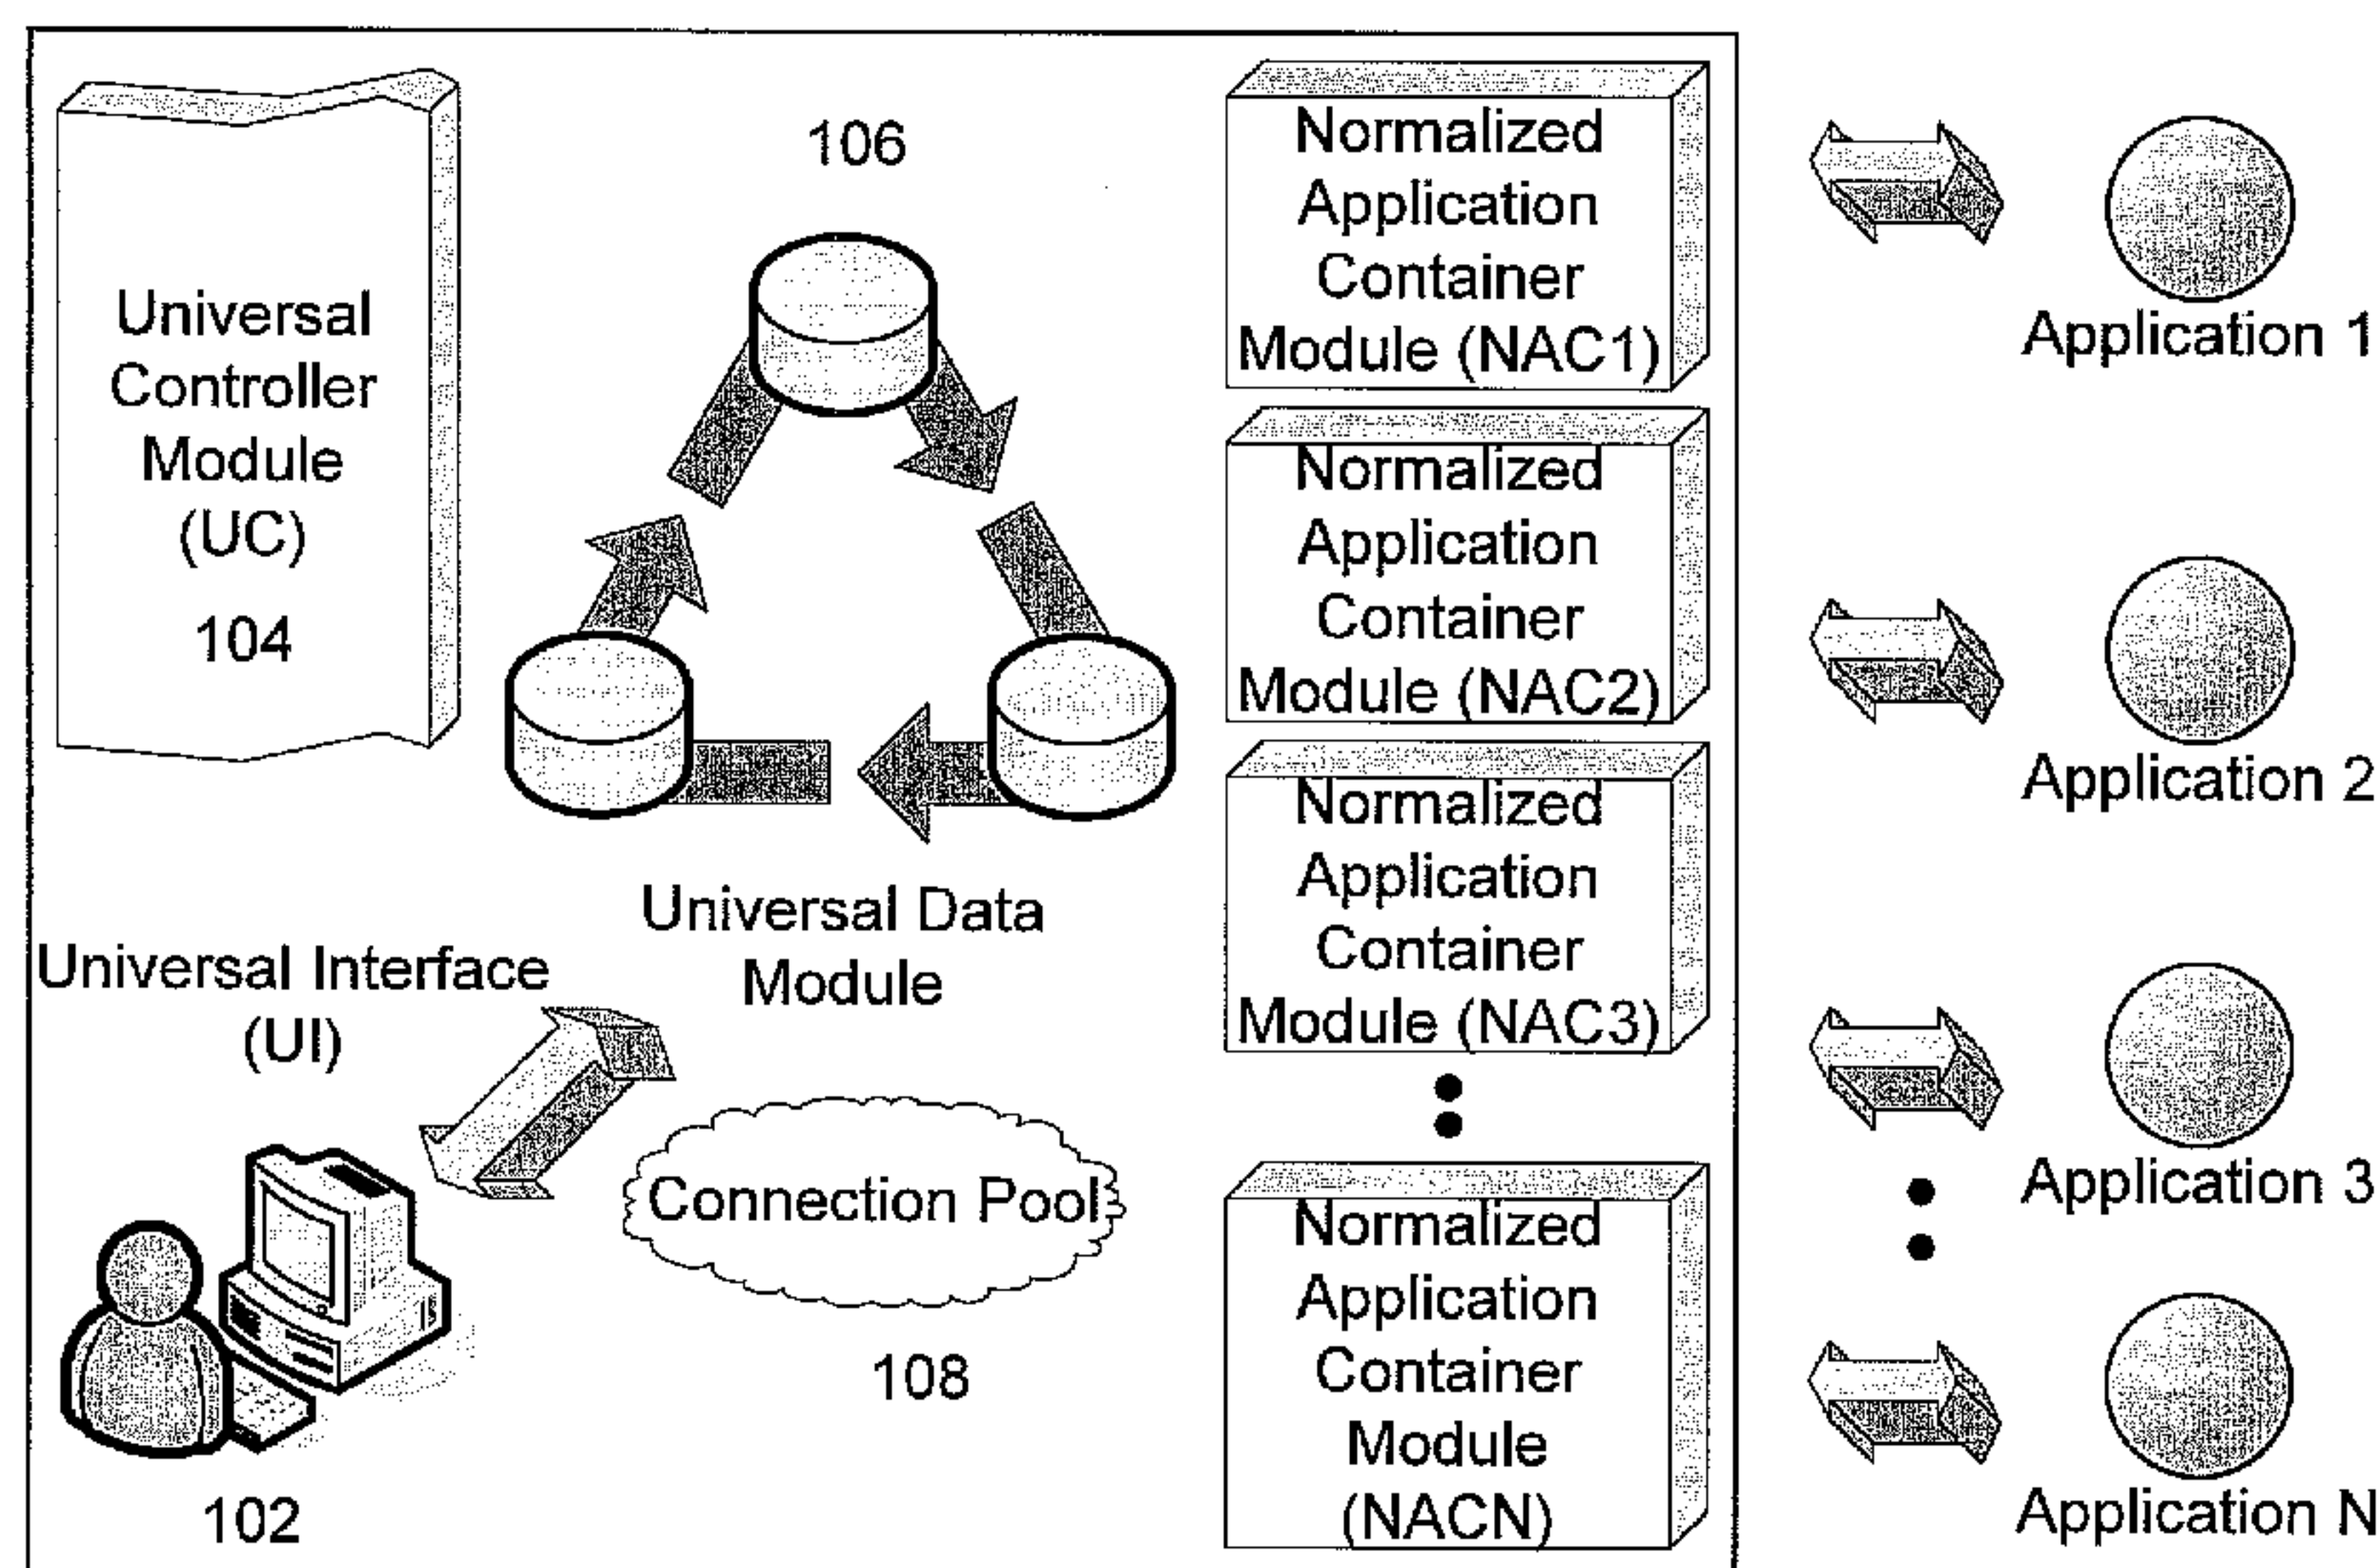 Universal
Controller
Module
(UC)
104
106
Universal Data
Module
Universal Interface
(UI)
102
Connection Pool
108
Normalized
Application
Container
Module (NAC1)
Normalized
Application
Container
Module (NAC2)
Normalized
Application
Container
Module (NAC3)
Normalized
Application
Container
Module
(NACN)
Application 1
Application 2
Application 3
Application N